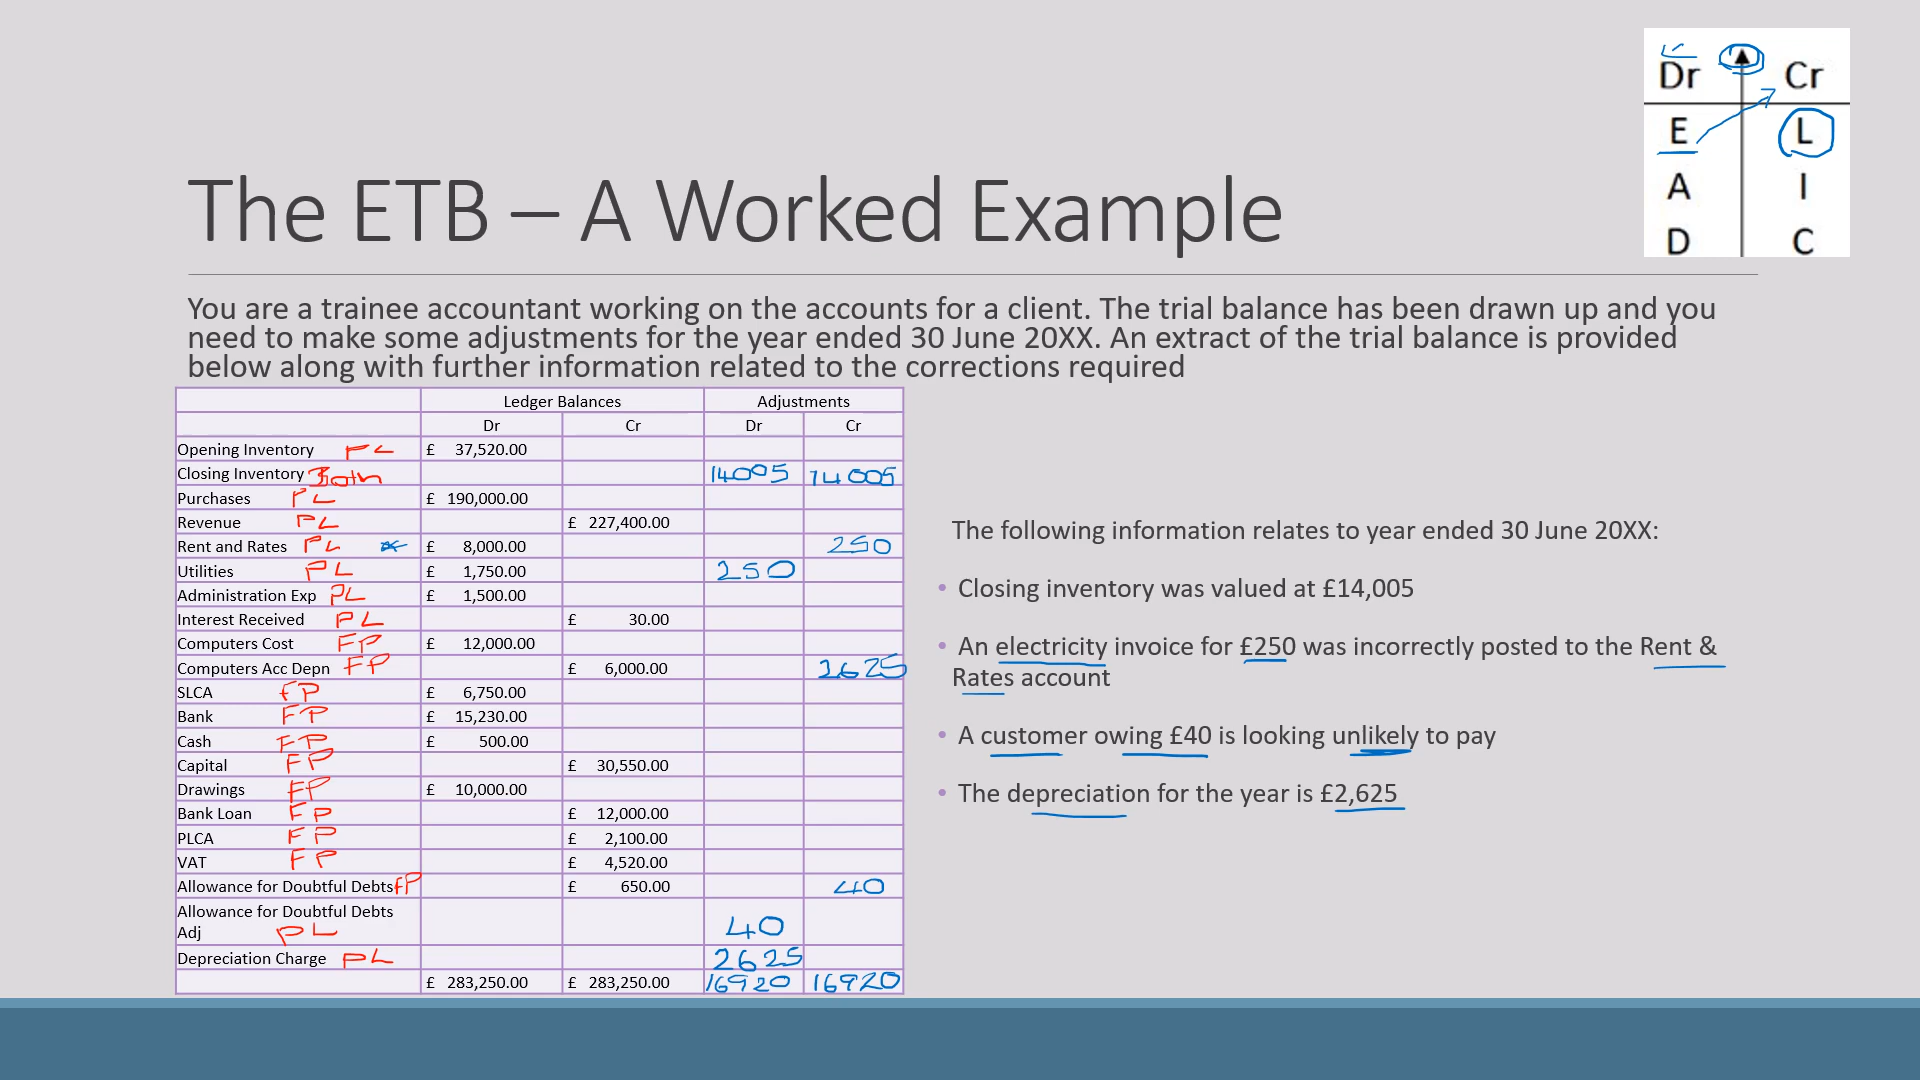 Dr Cr
E L
A I
D C
The ETB – A Worked Example
You are a trainee accountant working on the accounts for a client. The trial balance has been drawn up and you
need to make some adjustments for the year ended 30 June 20XX. An extract of the trial balance is provided
below along with further information related to the corrections required
Ledger Balances Adjustments
Dr Cr Dr Cr
Opening Inventory PL £ 37,520.00
Closing Inventory Both 14005 14005
Purchases PL £ 190,000.00
Revenue PL £ 227,400.00
Rent and Rates PL £ 8,000.00 250
Utilities PL £ 1,750.00 250
Administration Exp PL £ 1,500.00
Interest Received PL £ 30.00
Computers Cost FP £ 12,000.00
Computers Acc Depn FP £ 6,000.00 2625
SLCA FP £ 6,750.00
Bank FP £ 15,230.00
Cash FP £ 500.00
Capital FP £ 30,550.00
Drawings FP £ 10,000.00
Bank Loan FP £ 12,000.00
PLCA FP £ 2,100.00
VAT FP £ 4,520.00
Allowance for Doubtful Debts FP £ 650.00 40
Allowance for Doubtful Debts
Adj PL 40
Depreciation Charge PL 2625
£ 283,250.00 £ 283,250.00 16920 16920
The following information relates to year ended 30 June 20XX:
• Closing inventory was valued at £14,005
• An electricity invoice for £250 was incorrectly posted to the Rent &
Rates account
• A customer owing £40 is looking unlikely to pay
• The depreciation for the year is £2,625